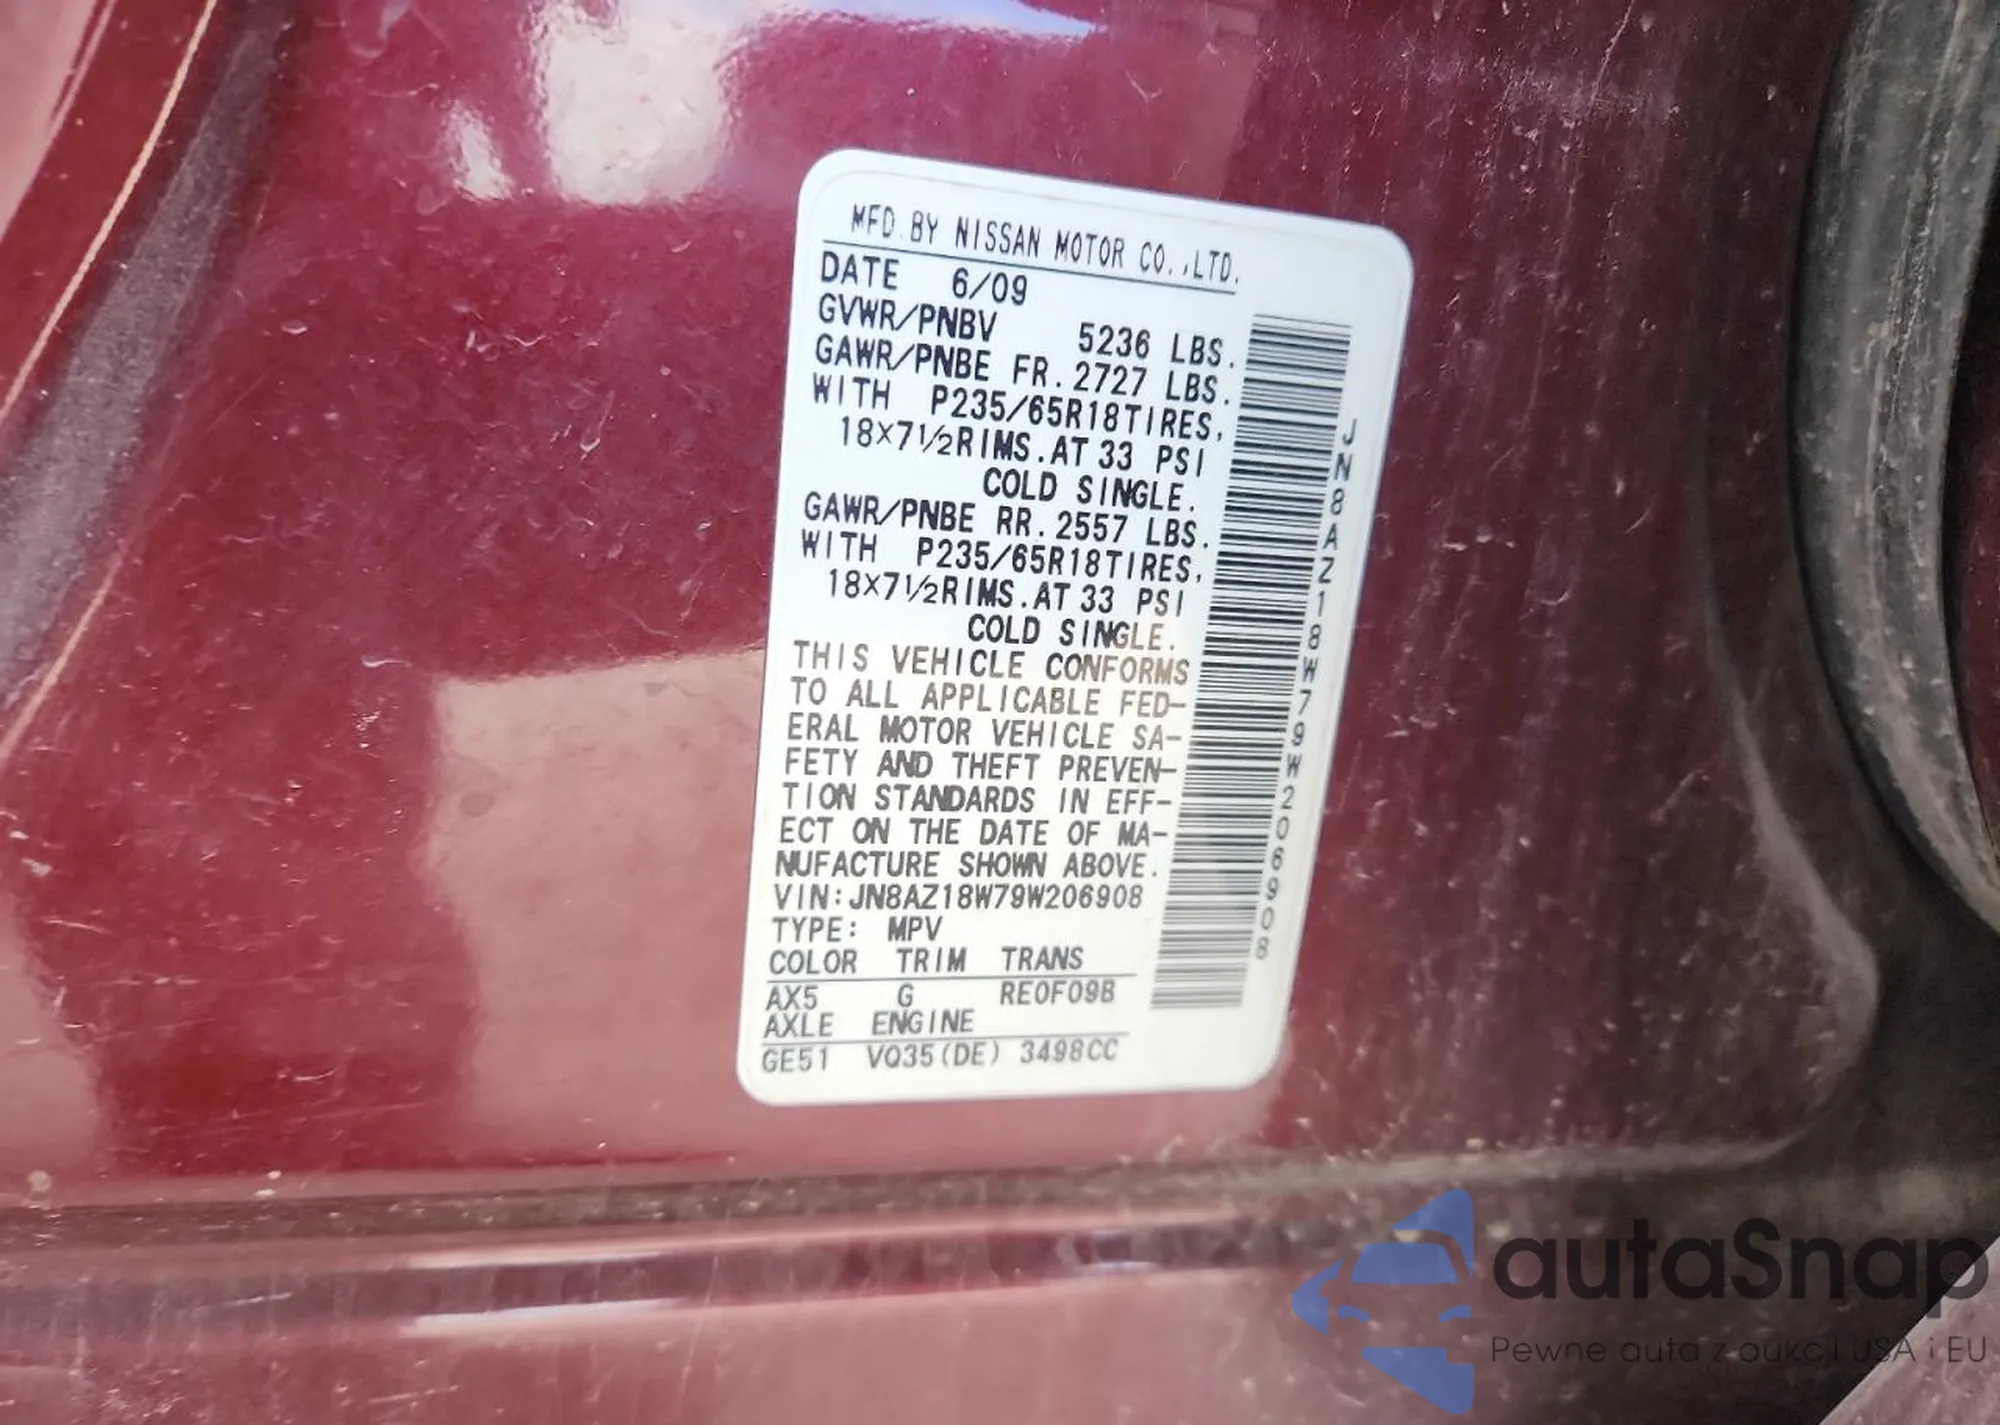 MFD. BY NISSAN MOTOR CO.,LTD.
DATE 6/09
GVWR/PNBV 5236 LBS.
GAWR/PNBE FR. 2727 LBS.
WITH P235/65R18TIRES,
18×7½RIMS. AT 33 PSI
COLD SINGLE.
GAWR/PNBE RR. 2557 LBS.
WITH P235/65R18TIRES,
18×7½RIMS. AT 33 PSI
COLD SINGLE.
THIS VEHICLE CONFORMS
TO ALL APPLICABLE FED-
ERAL MOTOR VEHICLE SA-
FETY AND THEFT PREVEN-
TION STANDARDS IN EFF-
ECT ON THE DATE OF MA-
NUFACTURE SHOWN ABOVE.
VIN:JN8AZ18W79W206908
TYPE: MPV
COLOR TRIM TRANS
AX5 G RE0F09B
AXLE ENGINE
GE51 VQ35(DE) 3498CC
JN8AZ18W79W206908
autaSnap
Pewne auta z aukcji USA i EU